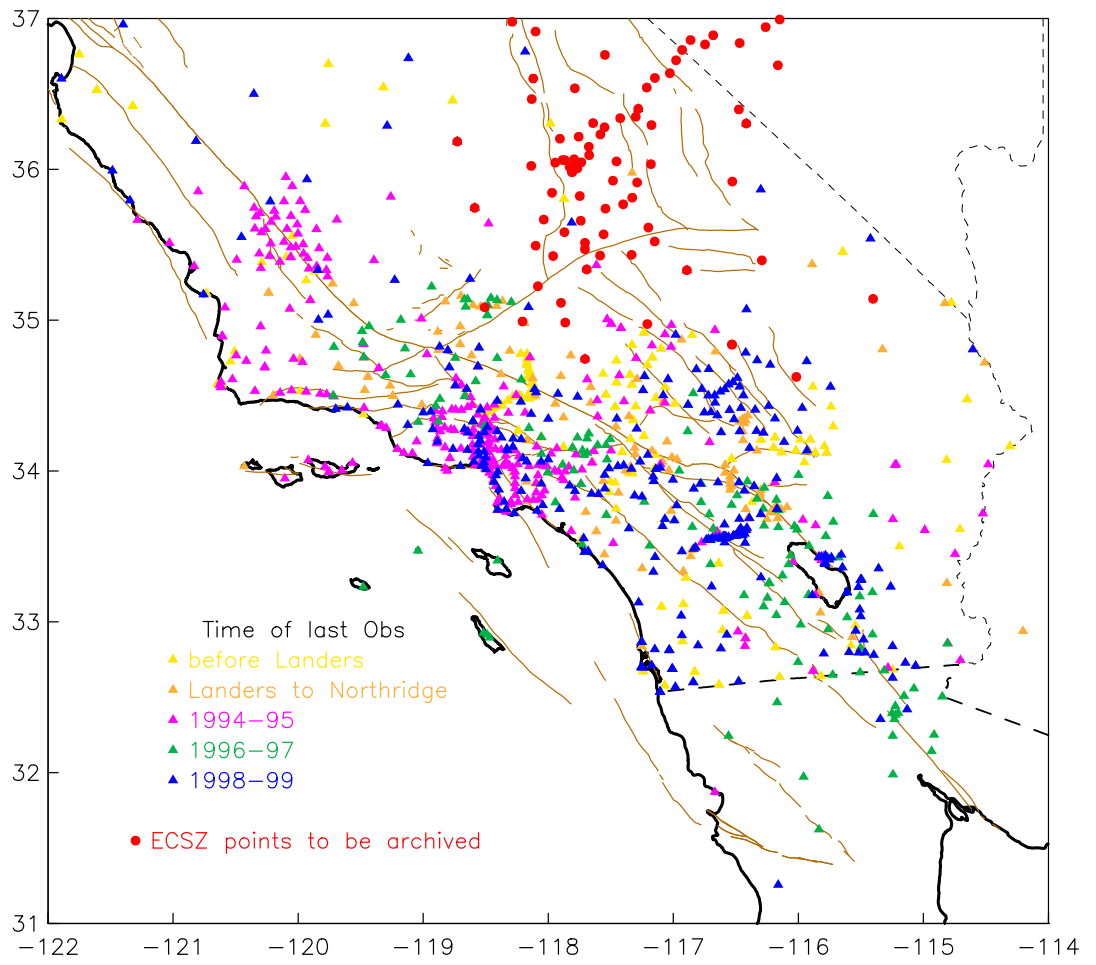 37
36
35
34
33
32
31
Time of last Obs
before Landers
Landers to Northridge
1994−95
1996−97
1998−99
ECSZ points to be archived
−122 −121 −120 −119 −118 −117 −116 −115 −114